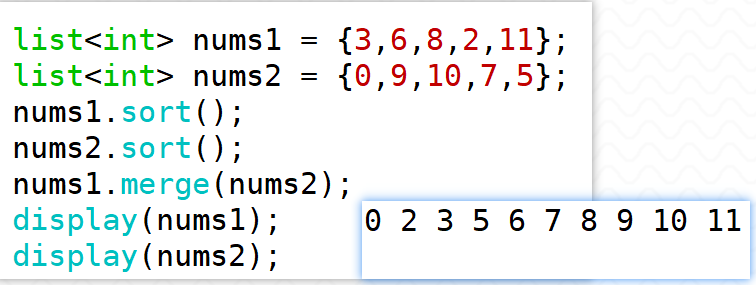 list<int> nums1 = {3,6,8,2,11};
list<int> nums2 = {0,9,10,7,5};
nums1.sort();
nums2.sort();
nums1.merge(nums2);
display(nums1);
display(nums2);
0 2 3 5 6 7 8 9 10 11